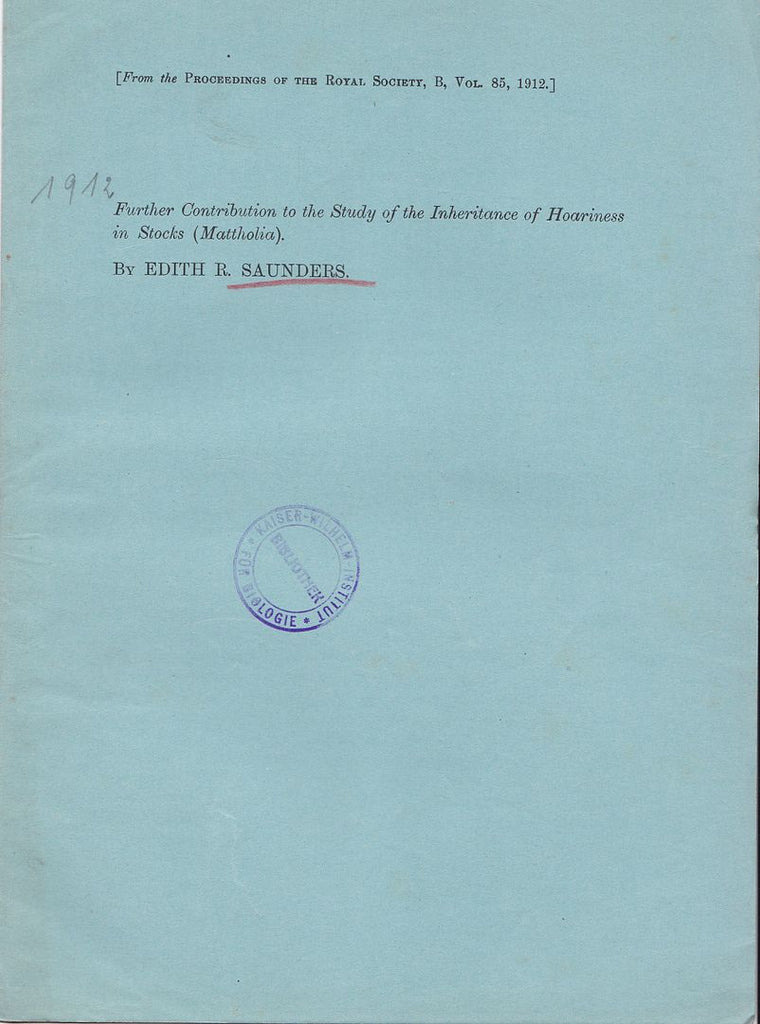 [From the PROCEEDINGS OF THE ROYAL SOCIETY, B, VOL. 85, 1912.]
1912
Further Contribution to the Study of the Inheritance of Hoariness
in Stocks (Mattholia).
BY EDITH R. SAUNDERS.
* KAISER-WILHELM-INSTITUT * FÜR BIOLOGIE
BIBLIOTHEK